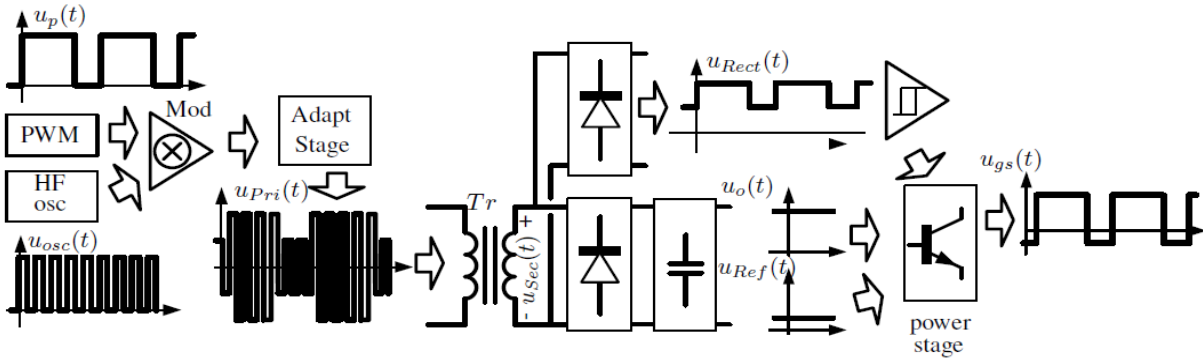 u_p(t)
PWM
HF
osc
Mod
u_osc(t)
Adapt
Stage
u_Pri(t)
Tr
+
u_Sec(t)
-
u_Rect(t)
u_o(t)
u_Ref(t)
power
stage
u_gs(t)